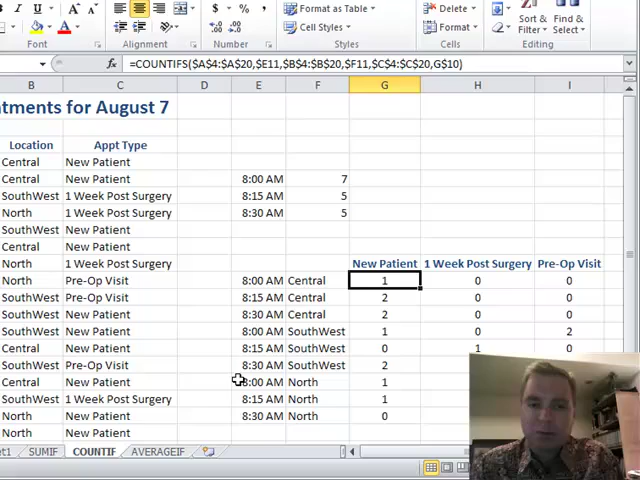 A A
$ % ,
Format as Table
Cell Styles
Delete
Format
Σ
Sort & Filter
Find & Select
Font Alignment Number Styles Cells Editing
fx =COUNTIFS($A$4:$A$20,$E11,$B$4:$B$20,$F11,$C$4:$C$20,G$10)
B C D E F G H I
tments for August 7
Location Appt Type
Central New Patient
Central New Patient 8:00 AM 7
SouthWest 1 Week Post Surgery 8:15 AM 5
North 1 Week Post Surgery 8:30 AM 5
SouthWest New Patient
Central New Patient
North 1 Week Post Surgery New Patient 1 Week Post Surgery Pre-Op Visit
North Pre-Op Visit 8:00 AM Central 1 0 0
SouthWest Pre-Op Visit 8:15 AM Central 2 0 0
SouthWest New Patient 8:30 AM Central 2 0 0
SouthWest New Patient 8:00 AM SouthWest 1 0 2
Central New Patient 8:15 AM SouthWest 0 1 0
SouthWest Pre-Op Visit 8:30 AM SouthWest 2
Central New Patient 8:00 AM North 1
SouthWest 1 Week Post Surgery 8:15 AM North 1
North New Patient 8:30 AM North 0
North New Patient
et1 SUMIF COUNTIF AVERAGEIF